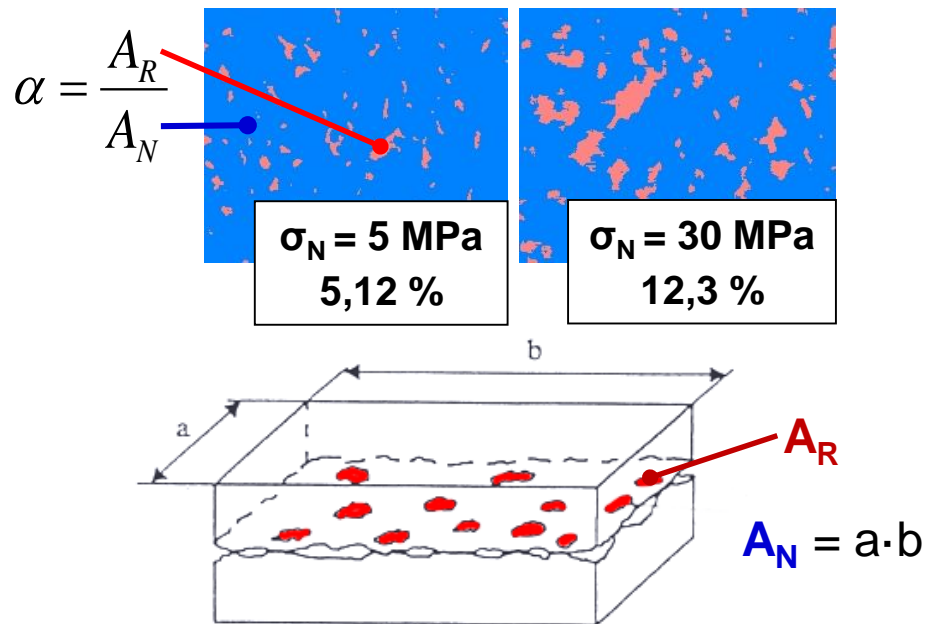 α = A_R / A_N
σ_N = 5 MPa
5,12 %
σ_N = 30 MPa
12,3 %
b
a
A_R
A_N = a·b